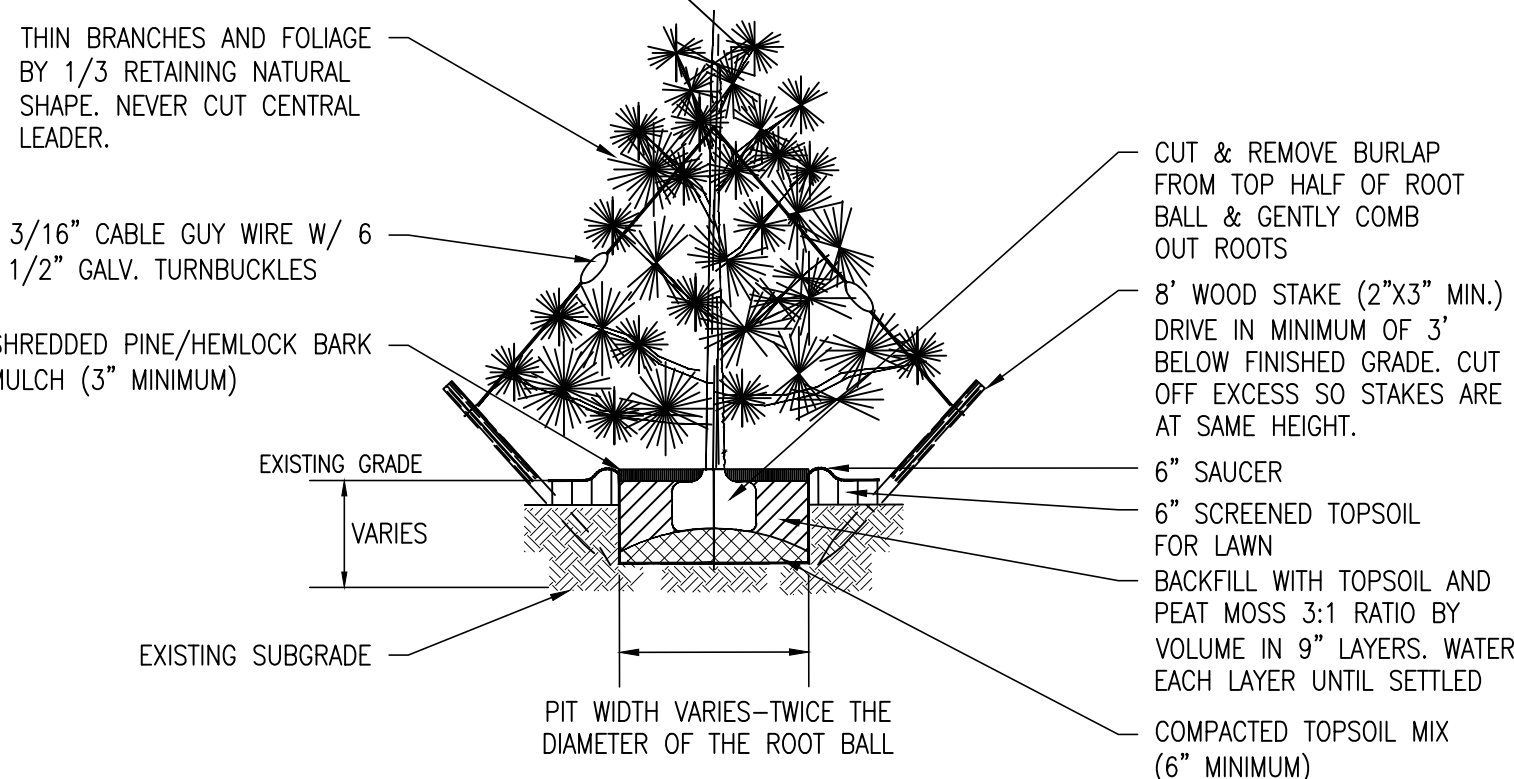 THIN BRANCHES AND FOLIAGE
BY 1/3 RETAINING NATURAL
SHAPE. NEVER CUT CENTRAL
LEADER.
3/16” CABLE GUY WIRE W/ 6
1/2” GALV. TURNBUCKLES
SHREDDED PINE/HEMLOCK BARK
MULCH (3” MINIMUM)
EXISTING GRADE
VARIES
EXISTING SUBGRADE
PIT WIDTH VARIES–TWICE THE
DIAMETER OF THE ROOT BALL
CUT & REMOVE BURLAP
FROM TOP HALF OF ROOT
BALL & GENTLY COMB
OUT ROOTS
8’ WOOD STAKE (2”X3” MIN.)
DRIVE IN MINIMUM OF 3’
BELOW FINISHED GRADE. CUT
OFF EXCESS SO STAKES ARE
AT SAME HEIGHT.
6” SAUCER
6” SCREENED TOPSOIL
FOR LAWN
BACKFILL WITH TOPSOIL AND
PEAT MOSS 3:1 RATIO BY
VOLUME IN 9” LAYERS. WATER
EACH LAYER UNTIL SETTLED
COMPACTED TOPSOIL MIX
(6” MINIMUM)